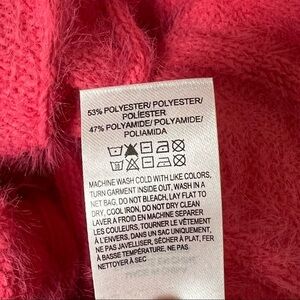 53% POLYESTER/ POLYESTER/
POLIESTER
47% POLYAMIDE/ POLYAMIDE/
POLIAMIDA
MACHINE WASH COLD WITH LIKE COLORS,
TURN GARMENT INSIDE OUT, WASH IN A
NET BAG, DO NOT BLEACH, LAY FLAT TO
DRY, COOL IRON, DO NOT DRY CLEAN
LAVER A FROID EN MACHINE SEPARER
LES COULEURS, TOURNER LE VÊTEMENT
À L'ENVERS, DANS UN SAC UNIQUEMENT,
NE PAS JAVELLISER, SÉCHER À PLAT, FER
À BASSE TEMPÉRATURE, NE PAS
NETTOYER À SEC